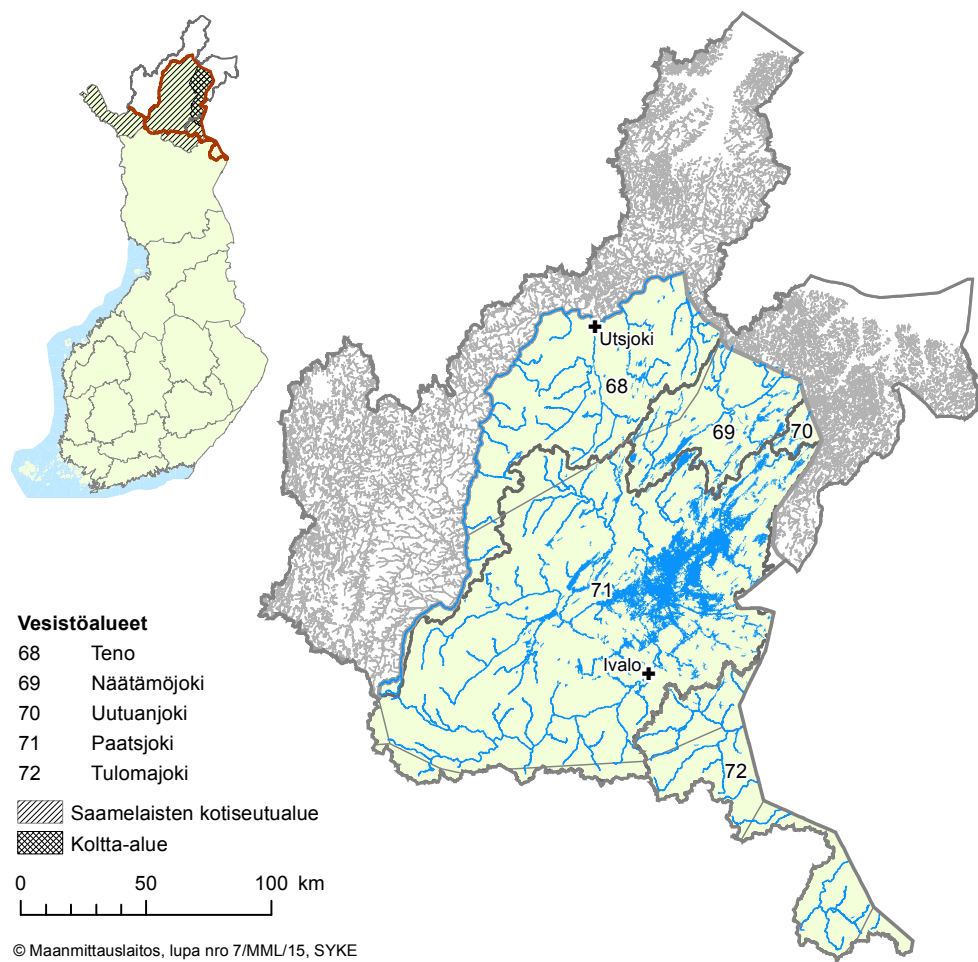 Utsjoki
68
69
70
71
Ivalo
72
Vesistöalueet
68 Teno
69 Näätämöjoki
70 Uutuanjoki
71 Paatsjoki
72 Tulomajoki
Saamelaisten kotiseutualue
Koltta-alue
0 50 100 km
© Maanmittauslaitos, lupa nro 7/MML/15, SYKE